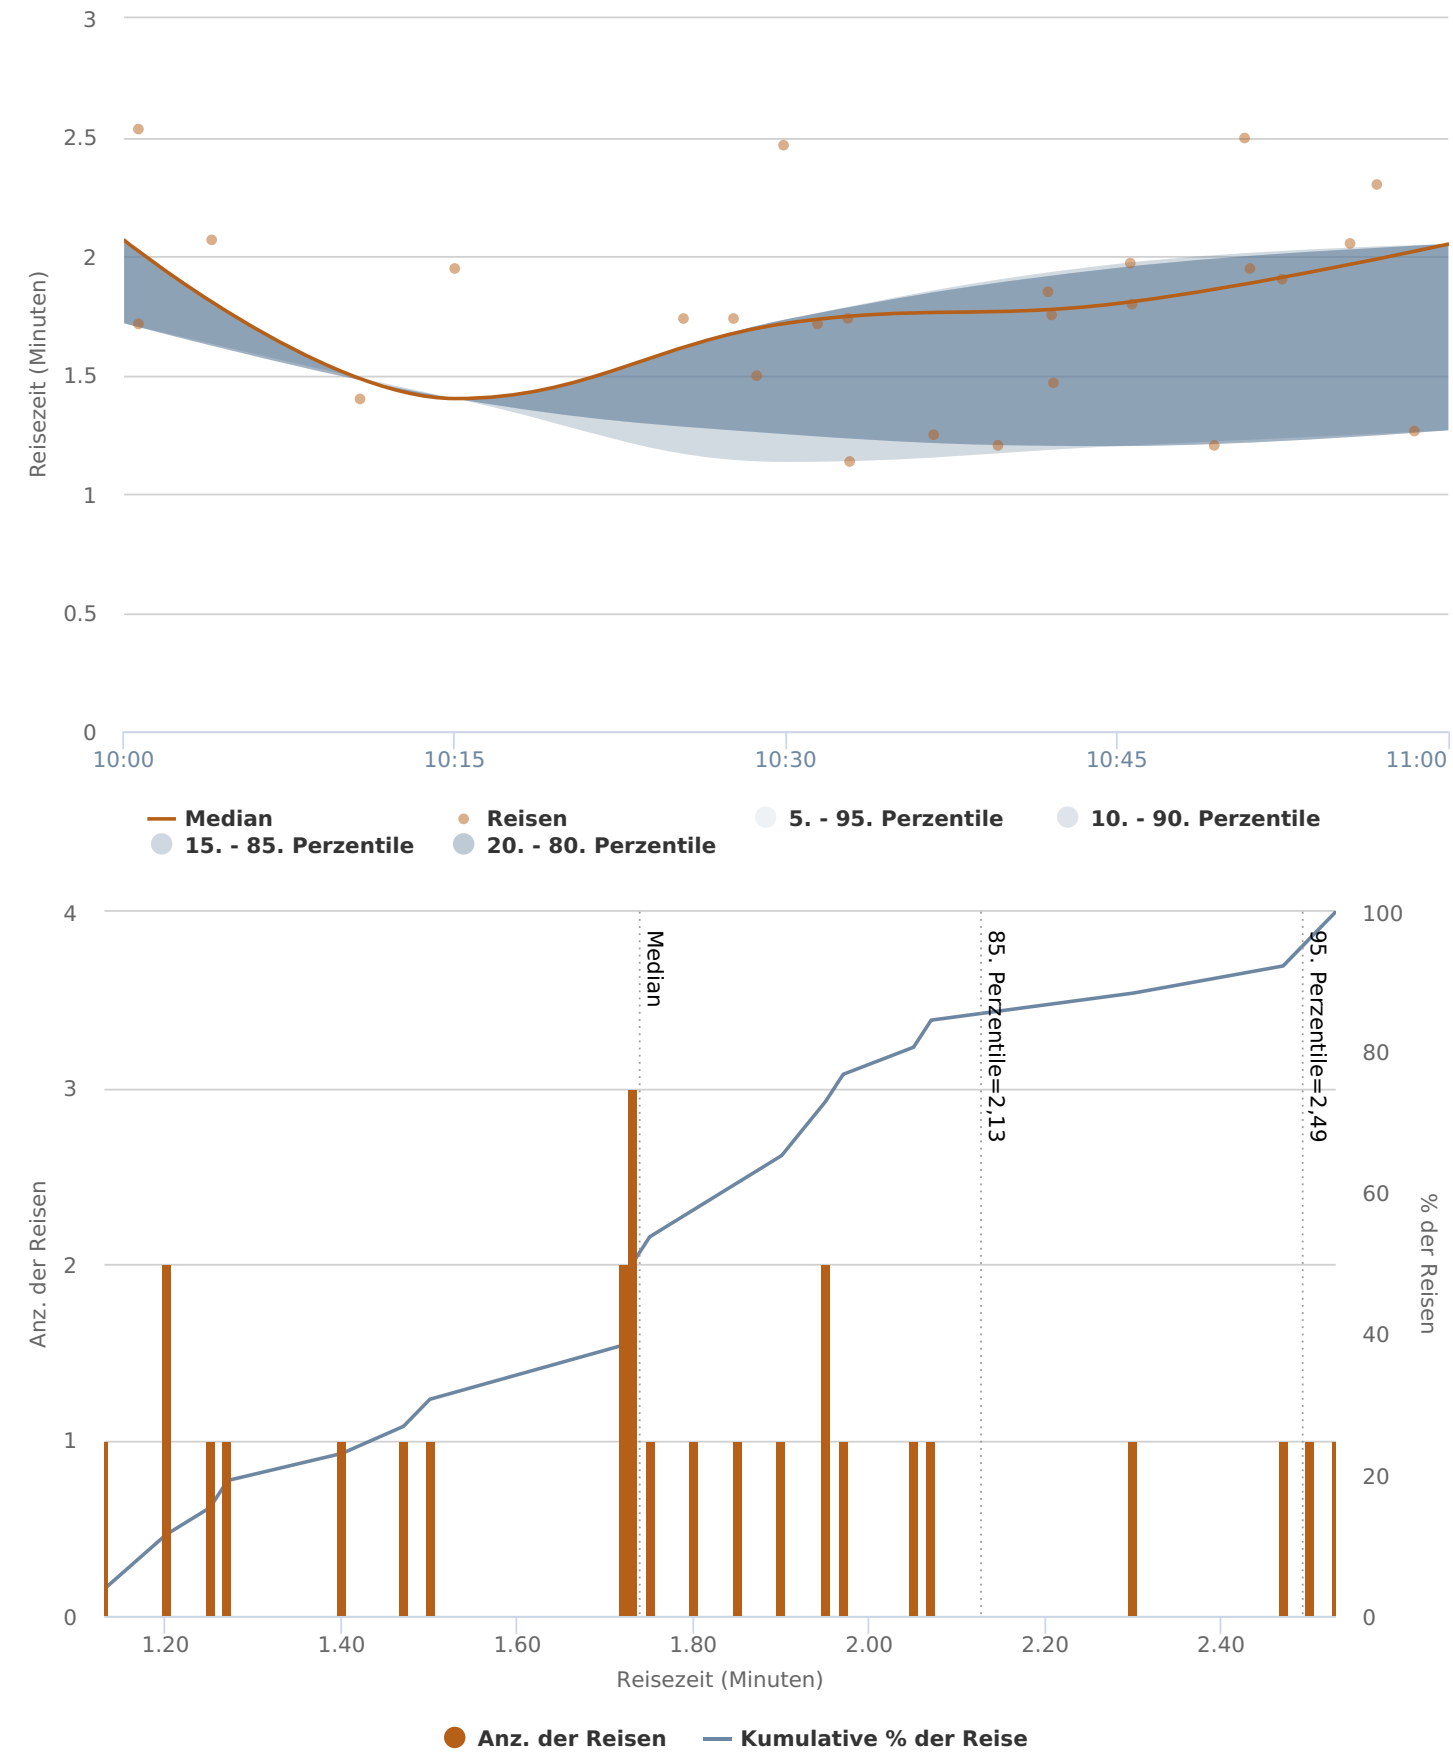 3
2.5
2
1.5
1
0.5
0
Reisezeit (Minuten)
10:00 10:15 10:30 10:45 11:00
Median Reisen 5. - 95. Perzentile 10. - 90. Perzentile
15. - 85. Perzentile 20. - 80. Perzentile
4
3
2
1
0
Anz. der Reisen
Median
85. Perzentile=2,13
95. Perzentile=2,49
100
80
60
40
20
0
% der Reisen
1.20 1.40 1.60 1.80 2.00 2.20 2.40
Reisezeit (Minuten)
Anz. der Reisen Kumulative % der Reise